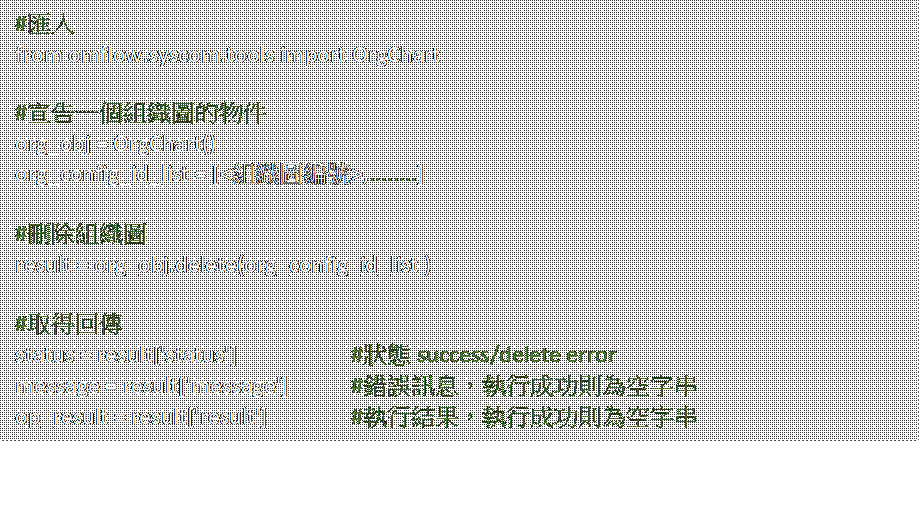 #匯入
from omflow.syscom.tools import OrgChart
#宣告一個組織圖的物件
org_obj = OrgChart()
org_config_id_list = [<組織圖編號>,………]
#刪除組織圖
result = org_obj.delete(org_config_id_list )
#取得回傳
status = result['status'] #狀態 success/delete error
message = result['message'] #錯誤訊息，執行成功則為空字串
op_result = result['result'] #執行結果，執行成功則為空字串